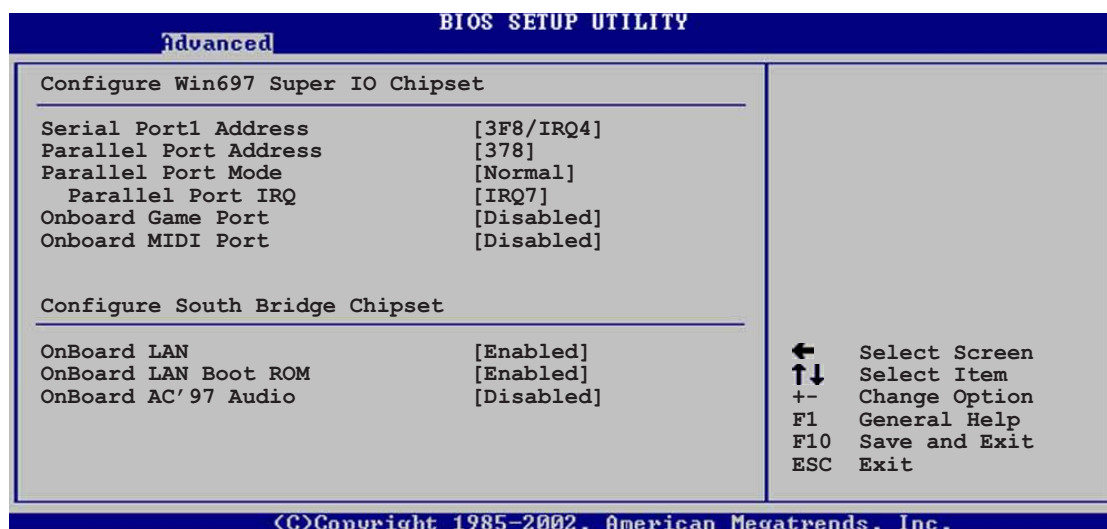 BIOS SETUP UTILITY
Advanced
Configure Win697 Super IO Chipset
Serial Port1 Address [3F8/IRQ4]
Parallel Port Address [378]
Parallel Port Mode [Normal]
Parallel Port IRQ [IRQ7]
Onboard Game Port [Disabled]
Onboard MIDI Port [Disabled]
Configure South Bridge Chipset
OnBoard LAN [Enabled]
OnBoard LAN Boot ROM [Enabled]
OnBoard AC’97 Audio [Disabled]
← Select Screen
↑↓ Select Item
+- Change Option
F1 General Help
F10 Save and Exit
ESC Exit
(C)Copyright 1985-2002, American Megatrends, Inc.